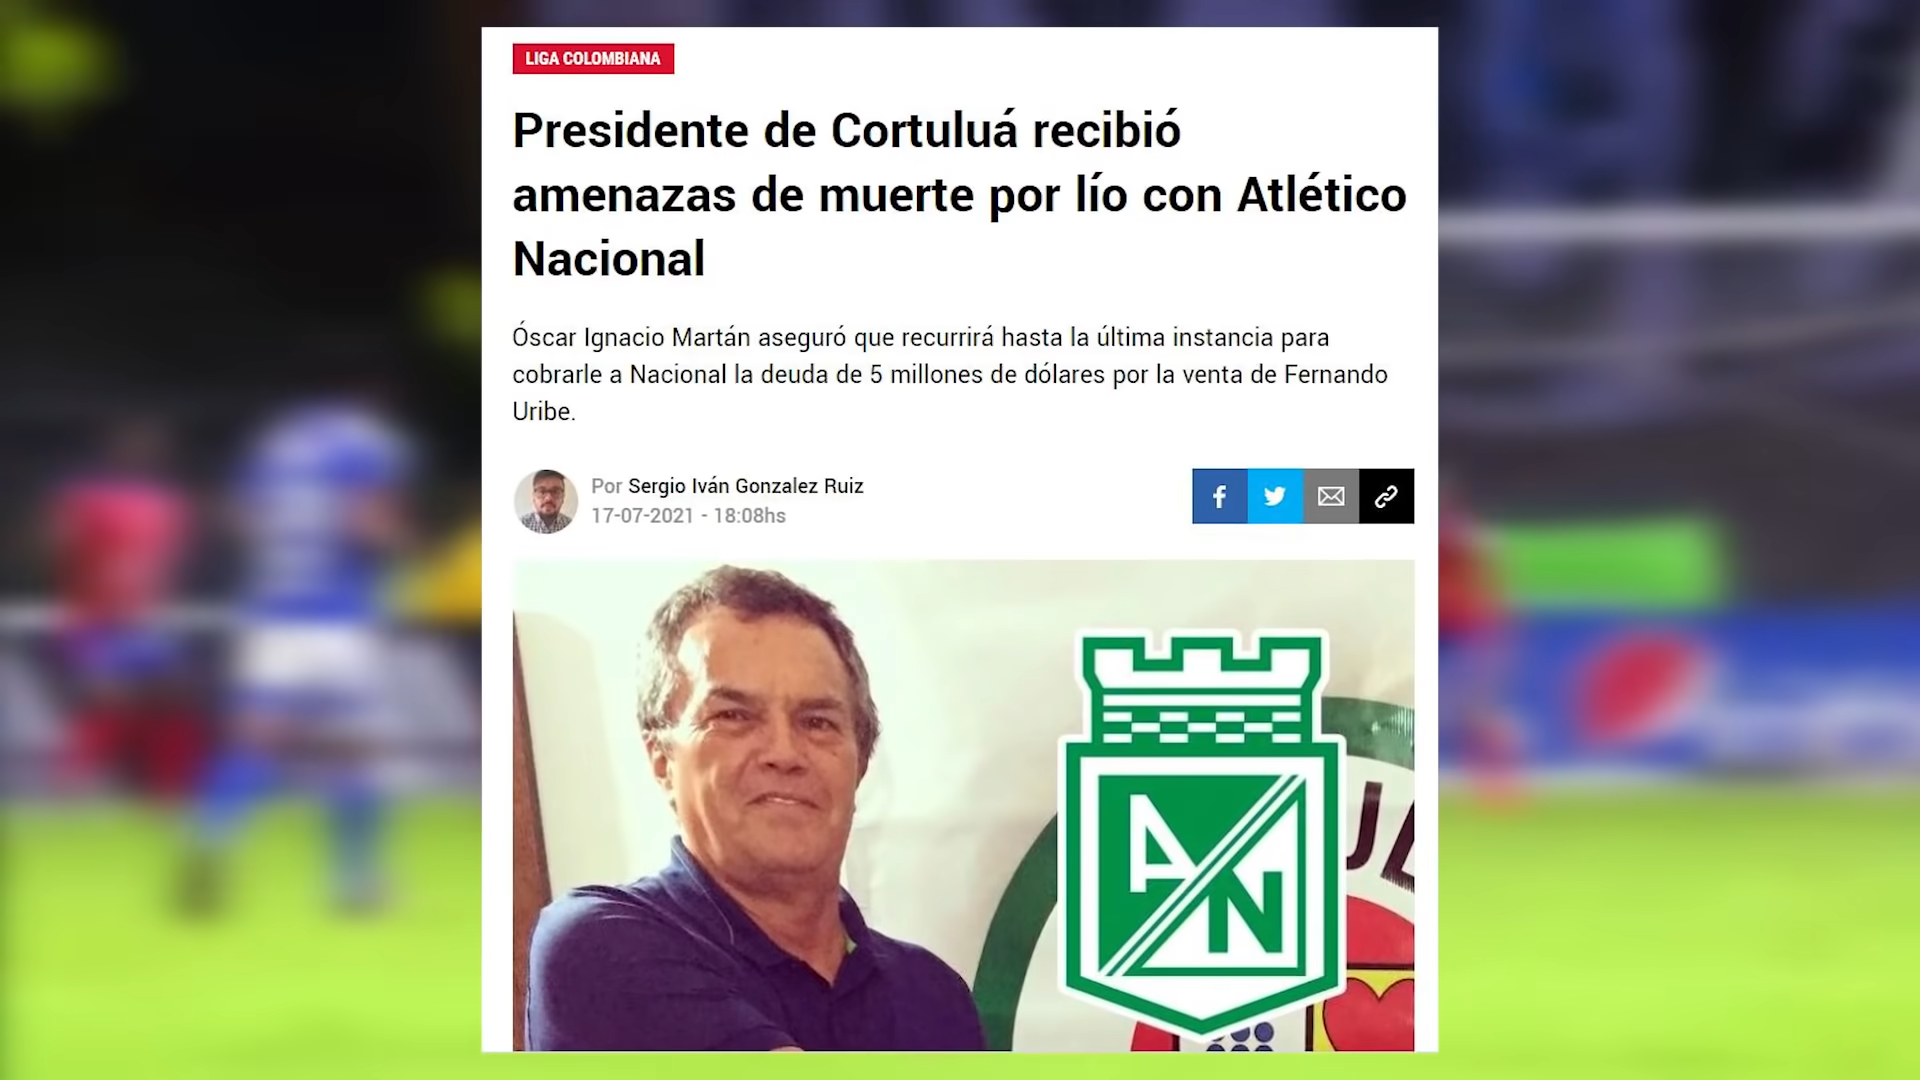 LIGA COLOMBIANA
Presidente de Cortuluá recibió
amenazas de muerte por lío con Atlético
Nacional
Óscar Ignacio Martán aseguró que recurrirá hasta la última instancia para
cobrarle a Nacional la deuda de 5 millones de dólares por la venta de Fernando
Uribe.
Por Sergio Iván Gonzalez Ruiz
17-07-2021 - 18:08hs
AN